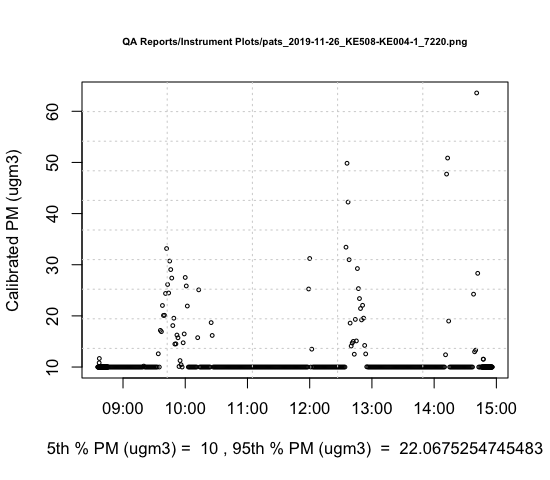 QA Reports/Instrument Plots/pats_2019-11-26_KE508-KE004-1_7220.png
Calibrated PM (ugm3)
60
50
40
30
20
10
09:00 10:00 11:00 12:00 13:00 14:00 15:00
5th % PM (ugm3) = 10 , 95th % PM (ugm3) = 22.0675254745483